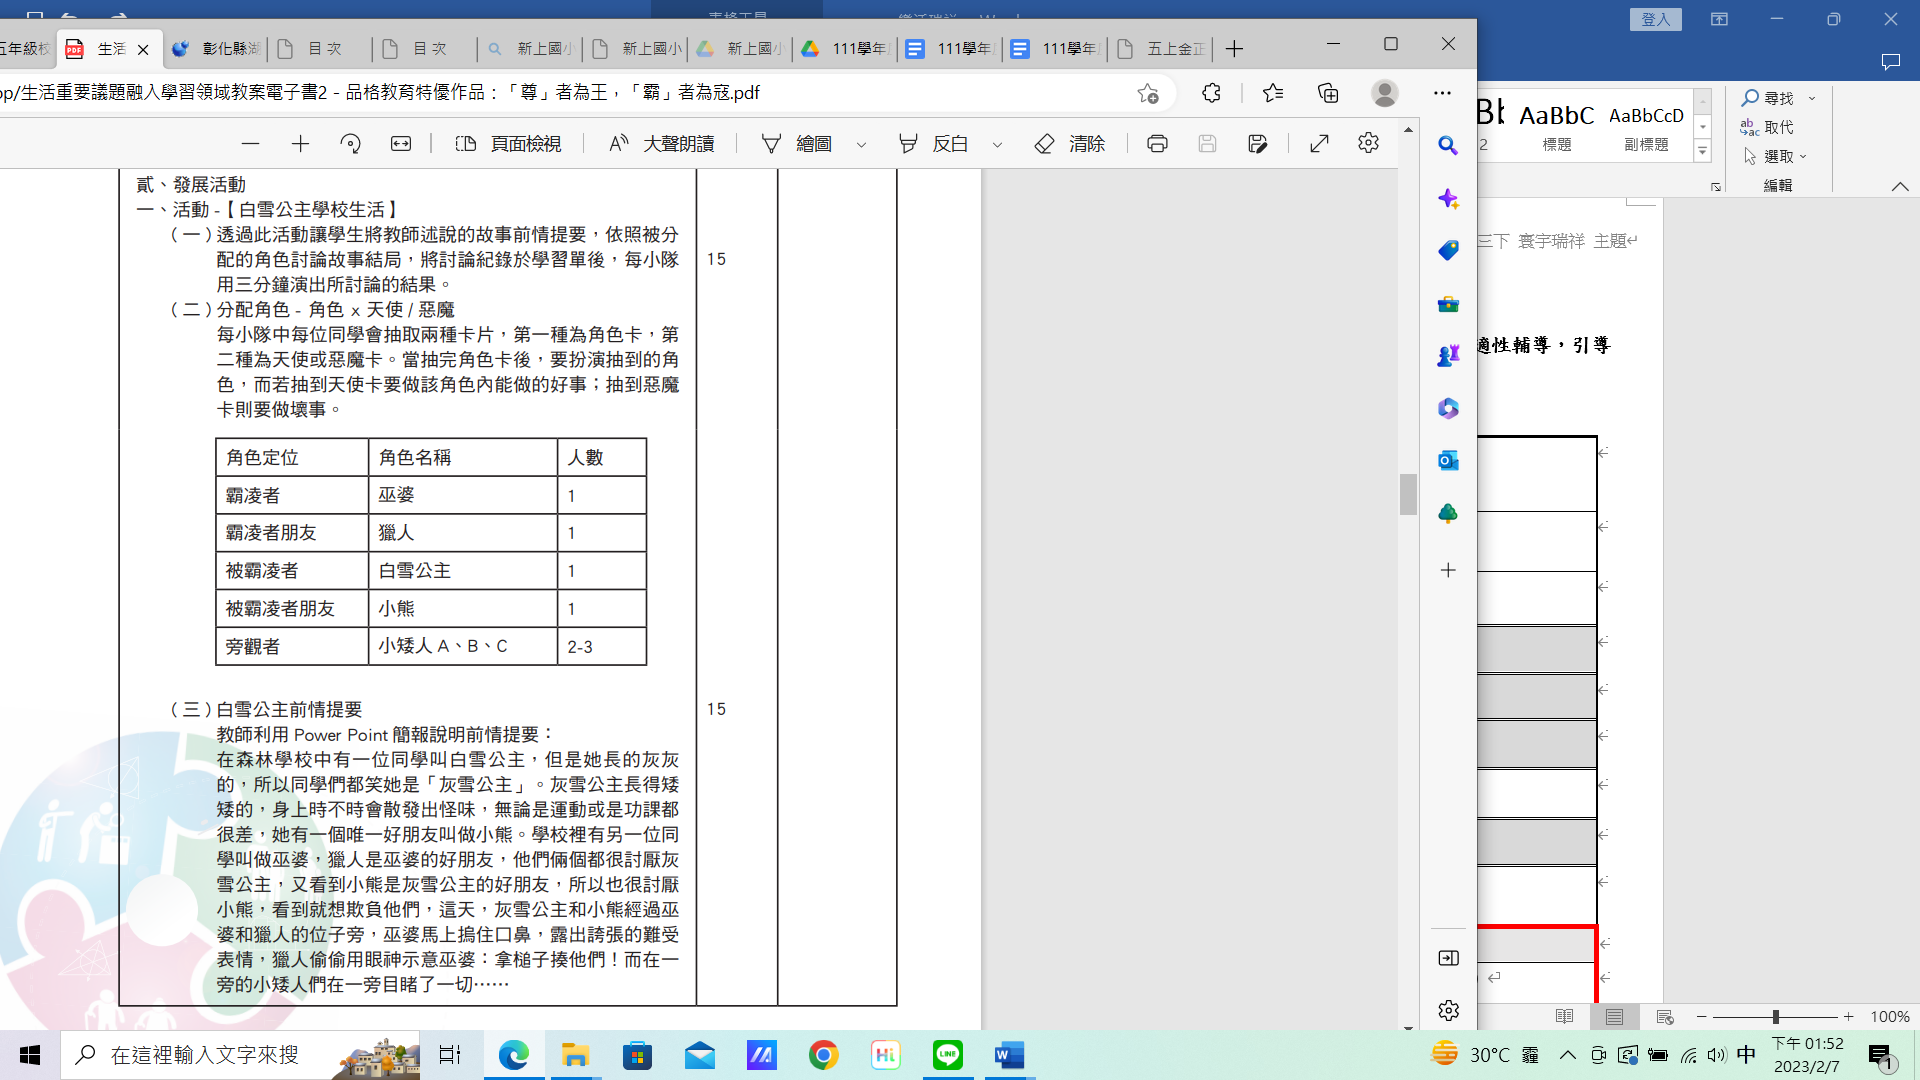 登入
五年級校
生活
彰化縣湖
目 次
目 次
新上國小
新上國小
新上國小
111學年
111學年
111學年
五上金正
pp/生活重要議題融入學習領域教案電子書2 - 品格教育特優作品：「尊」者為王，「霸」者為寇.pdf
頁面檢視
大聲朗讀
繪圖
反白
清除
AaBbC
AaBbCcD
標題
副標題
尋找
取代
選取
編輯
貳、發展活動
一、活動 -【 白雪公主學校生活 】
（ 一 ）透過此活動讓學生將教師述說的故事前情提要，依照被分
配的角色討論故事結局，將討論紀錄於學習單後，每小隊
用三分鐘演出所討論的結果。
15
（ 二 ）分配角色 - 角色 x 天使 / 惡魔
每小隊中每位同學會抽取兩種卡片，第一種為角色卡，第
二種為天使或惡魔卡。當抽完角色卡後，要扮演抽到的角
色，而若抽到天使卡要做該角色內能做的好事；抽到惡魔
卡則要做壞事。
角色定位 角色名稱 人數
霸凌者 巫婆 1
霸凌者朋友 獵人 1
被霸凌者 白雪公主 1
被霸凌者朋友 小熊 1
旁觀者 小矮人 A、B、C 2-3
（ 三 ）白雪公主前情提要
15
教師利用 Power Point 簡報說明前情提要：
在森林學校中有一位同學叫白雪公主，但是她長的灰灰
的，所以同學們都笑她是「灰雪公主」。灰雪公主長得矮
矮的，身上時不時會散發出怪味，無論是運動或是功課都
很差，她有一個唯一好朋友叫做小熊。學校裡有另一位同
學叫做巫婆，獵人是巫婆的好朋友，他們倆個都很討厭灰
雪公主，又看到小熊是灰雪公主的好朋友，所以也很討厭
小熊，看到就想欺負他們，這天，灰雪公主和小熊經過巫
婆和獵人的位子旁，巫婆馬上摀住口鼻，露出誇張的難受
表情，獵人偷偷用眼神示意巫婆：拿槌子揍他們！而在一
旁的小矮人們在一旁目睹了一切……
三下 寰宇瑞祥 主題
適性輔導，引導
100%
在這裡輸入文字來搜
30°C 霾
中
下午 01:52
2023/2/7
1